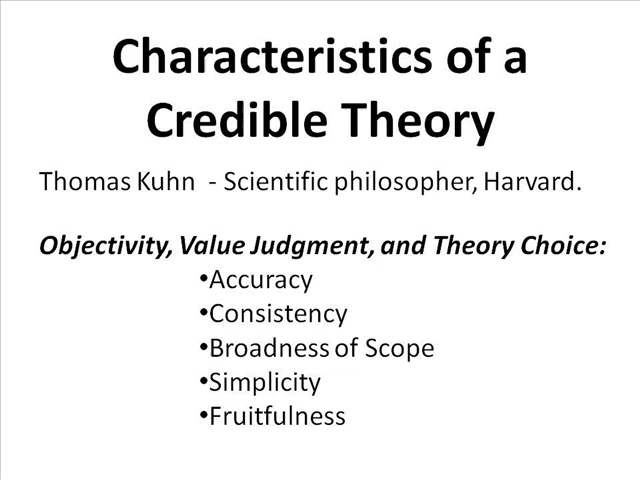 Characteristics of a
Credible Theory
Thomas Kuhn - Scientific philosopher, Harvard.
Objectivity, Value Judgment, and Theory Choice:
•Accuracy
•Consistency
•Broadness of Scope
•Simplicity
•Fruitfulness